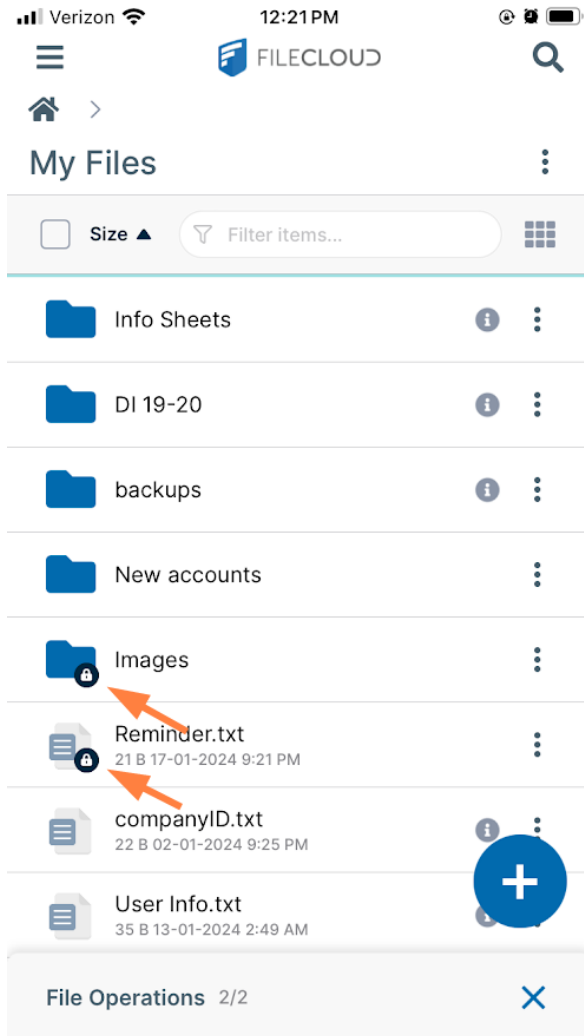 Verizon 12:21 PM
FILECLOUD
My Files
Size Filter items...
Info Sheets
DI 19-20
backups
New accounts
Images
Reminder.txt
21 B 17-01-2024 9:21 PM
companyID.txt
22 B 02-01-2024 9:25 PM
User Info.txt
35 B 13-01-2024 2:49 AM
File Operations 2/2